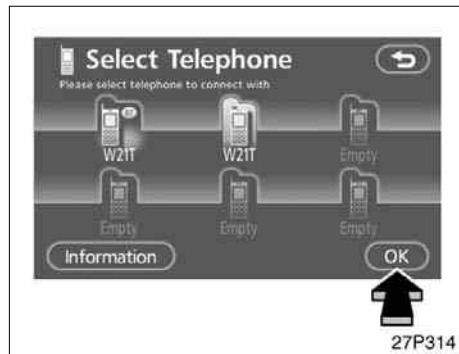 Select Telephone
Please select telephone to connect with
W21T W21T Empty
Empty Empty Empty
Information OK
27P314